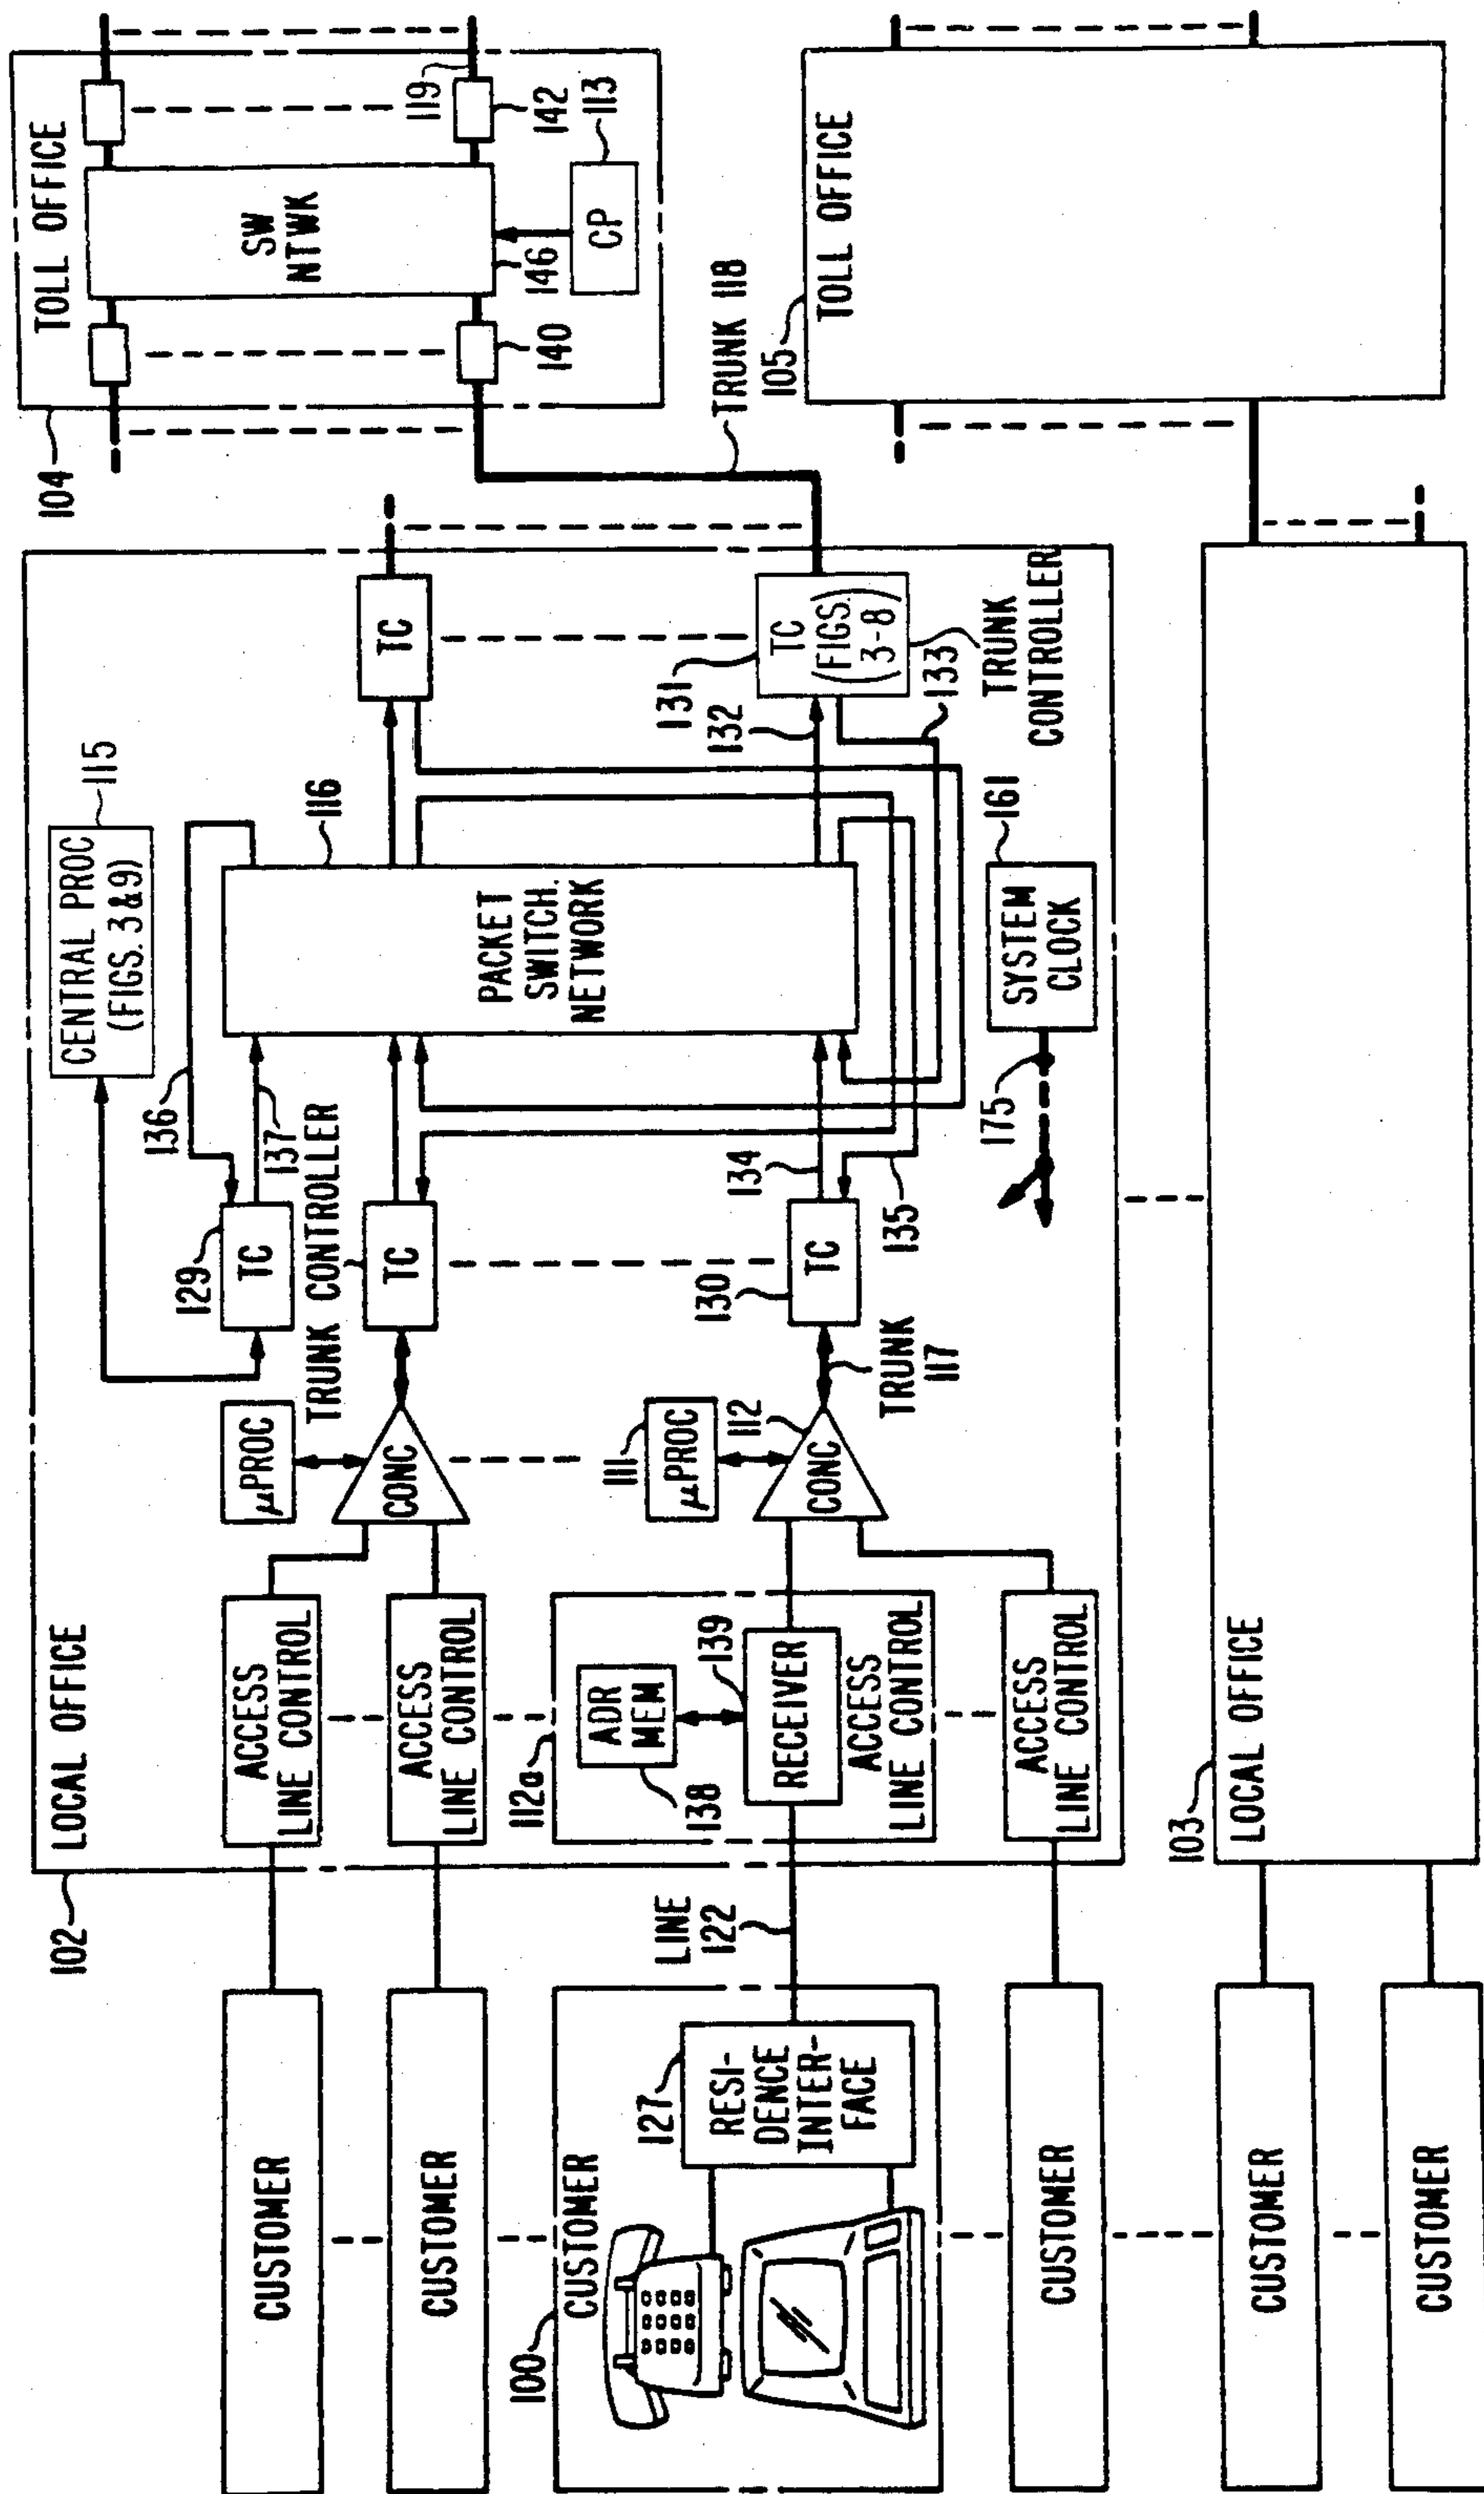 CUSTOMER
CUSTOMER
100
CUSTOMER
127
RESI-
DENCE
INTER-
FACE
CUSTOMER
CUSTOMER
CUSTOMER
LINE
122
102
LOCAL OFFICE
ACCESS
LINE CONTROL
ACCESS
LINE CONTROL
112a
ADR
MEM
138
139
RECEIVER
ACCESS
LINE CONTROL
ACCESS
LINE CONTROL
μPROC
CONC
111
μPROC
112
CONC
TRUNK
117
129
TC
TRUNK CONTROLLER
TC
130
TC
136
137
134
135
CENTRAL PROC
(FIGS. 3 & 9)
115
116
PACKET
SWITCH.
NETWORK
175
SYSTEM
CLOCK
161
TC
131
132
TC
(FIGS.
3-8)
133
TRUNK
CONTROLLER
103
LOCAL OFFICE
104
TOLL OFFICE
SW
NTWK
140
146
CP
113
142
119
TRUNK 118
105
TOLL OFFICE